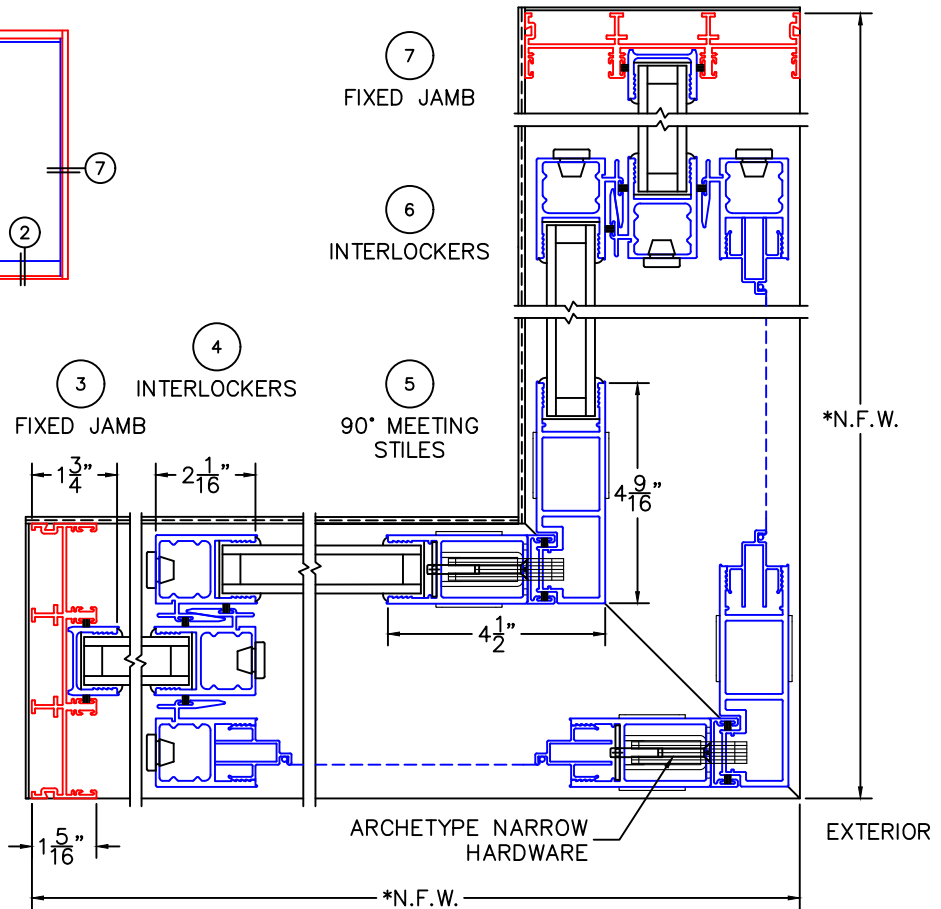 7
FIXED JAMB
7
2
6
INTERLOCKERS
4
INTERLOCKERS
3
FIXED JAMB
5
90° MEETING
STILES
*N.F.W.
1 3/4"
2 1/16"
4 9/16"
4 1/2"
1 5/16"
ARCHETYPE NARROW
HARDWARE
EXTERIOR
*N.F.W.